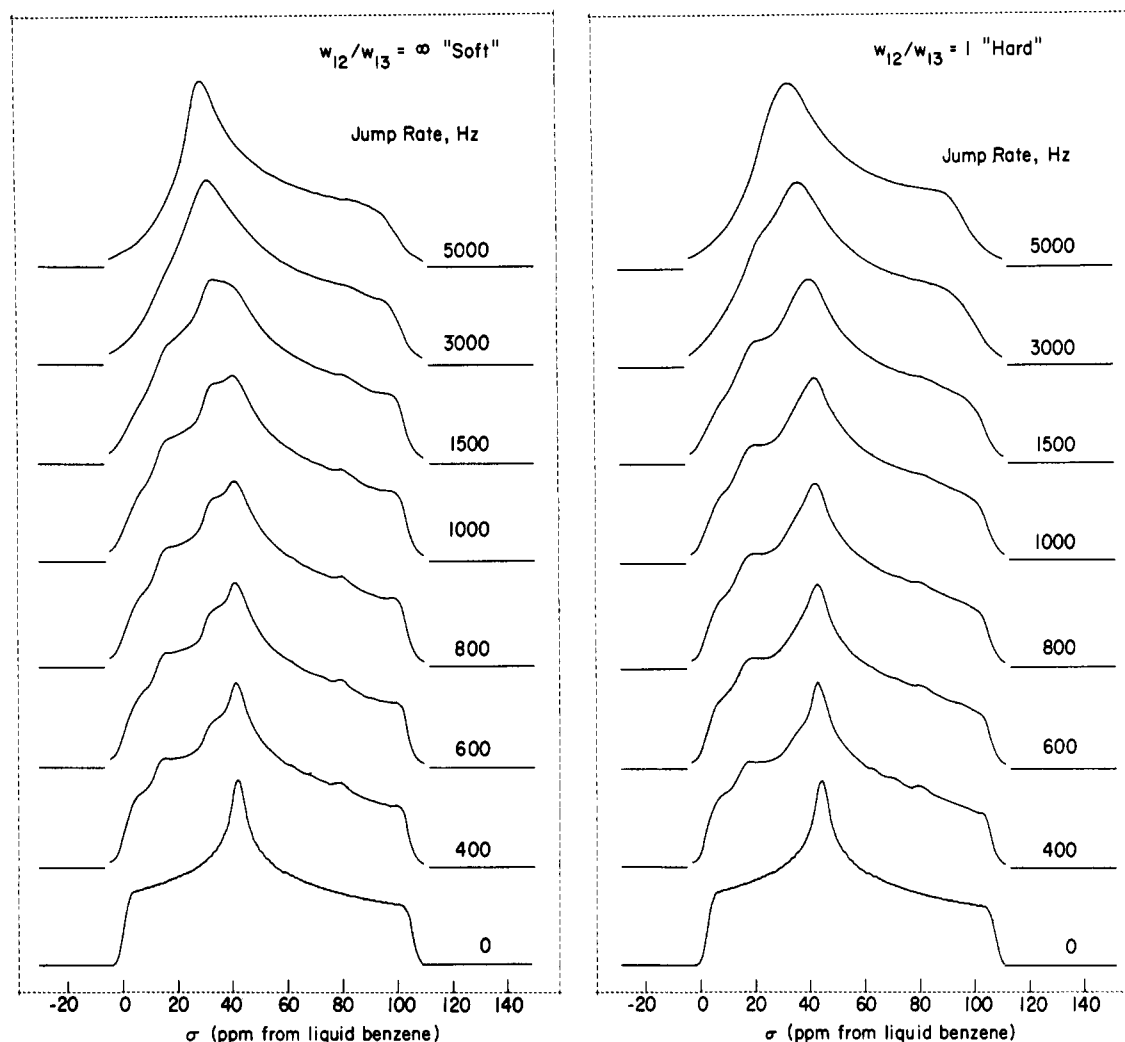 w12/w13 = ∞ "Soft"
Jump Rate, Hz
5000
3000
1500
1000
800
600
400
0
-20 0 20 40 60 80 100 120 140
σ (ppm from liquid benzene)
w12/w13 = 1 "Hard"
Jump Rate, Hz
5000
3000
1500
1000
800
600
400
0
-20 0 20 40 60 80 100 120 140
σ (ppm from liquid benzene)